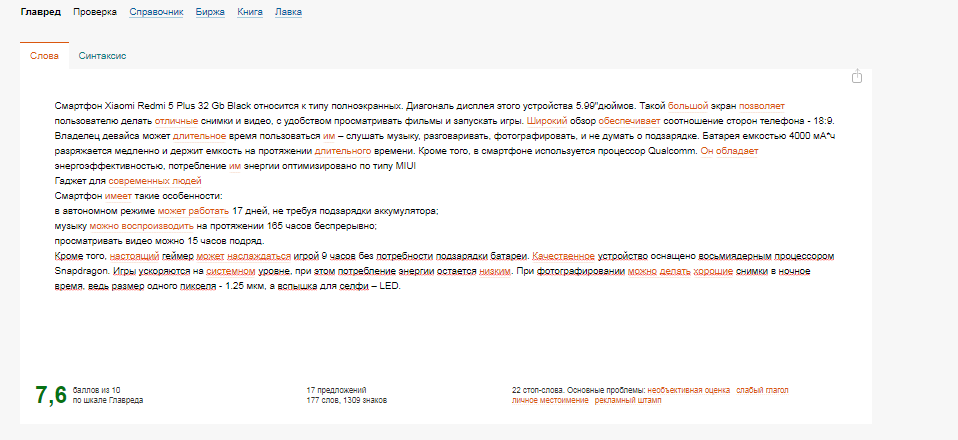 Главред Проверка Справочник Биржа Книга Лавка
Слова Синтаксис
Смартфон Xiaomi Redmi 5 Plus 32 Gb Black относится к типу полноэкранных. Диагональ дисплея этого устройства 5.99"дюймов. Такой большой экран позволяет
пользователю делать отличные снимки и видео, с удобством просматривать фильмы и запускать игры. Широкий обзор обеспечивает соотношение сторон телефона - 18:9.
Владелец девайса может длительное время пользоваться им – слушать музыку, разговаривать, фотографировать, и не думать о подзарядке. Батарея емкостью 4000 мА*ч
разряжается медленно и держит емкость на протяжении длительного времени. Кроме того, в смартфоне используется процессор Qualcomm. Он обладает
энергоэффективностью, потребление им энергии оптимизировано по типу MIUI
Гаджет для современных людей
Смартфон имеет такие особенности:
в автономном режиме может работать 17 дней, не требуя подзарядки аккумулятора;
музыку можно воспроизводить на протяжении 165 часов беспрерывно;
просматривать видео можно 15 часов подряд.
Кроме того, настоящий геймер может наслаждаться игрой 9 часов без потребности подзарядки батареи. Качественное устройство оснащено восьмиядерным процессором
Snapdragon. Игры ускоряются на системном уровне, при этом потребление энергии остается низким. При фотографировании можно делать хорошие снимки в ночное
время, ведь размер одного пикселя - 1.25 мкм, а вспышка для селфи – LED.
7,6 баллов из 10 17 предложений 22 стоп-слова. Основные проблемы: необъективная оценка слабый глагол
по шкале Главреда 177 слов, 1309 знаков личное местоимение рекламный штамп